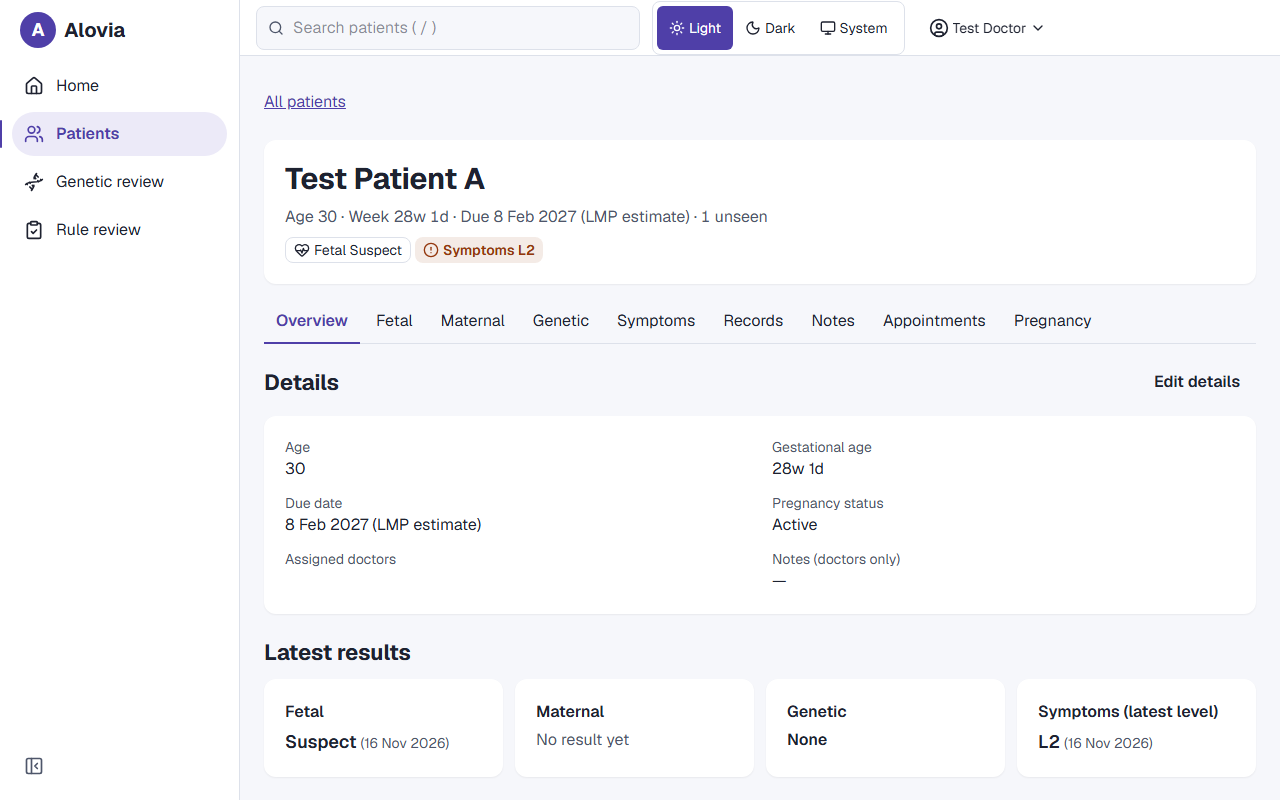 A Alovia
Search patients ( / )
Light
Dark
System
Test Doctor
Home
Patients
Genetic review
Rule review
All patients
Test Patient A
Age 30 · Week 28w 1d · Due 8 Feb 2027 (LMP estimate) · 1 unseen
Fetal Suspect
Symptoms L2
Overview Fetal Maternal Genetic Symptoms Records Notes Appointments Pregnancy
Details
Edit details
Age
30
Gestational age
28w 1d
Due date
8 Feb 2027 (LMP estimate)
Pregnancy status
Active
Assigned doctors
Notes (doctors only)
—
Latest results
Fetal
Suspect (16 Nov 2026)
Maternal
No result yet
Genetic
None
Symptoms (latest level)
L2 (16 Nov 2026)